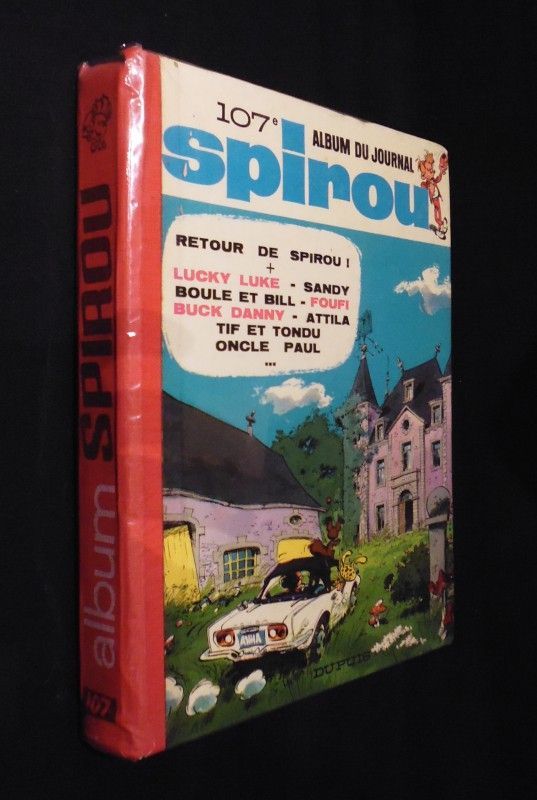 album SPIROU
107
107e
ALBUM DU JOURNAL
spirou
RETOUR DE SPIROU !
+
LUCKY LUKE - SANDY
BOULE ET BILL - FOUFI
BUCK DANNY - ATTILA
TIF ET TONDU
ONCLE PAUL
...
DUPUIS